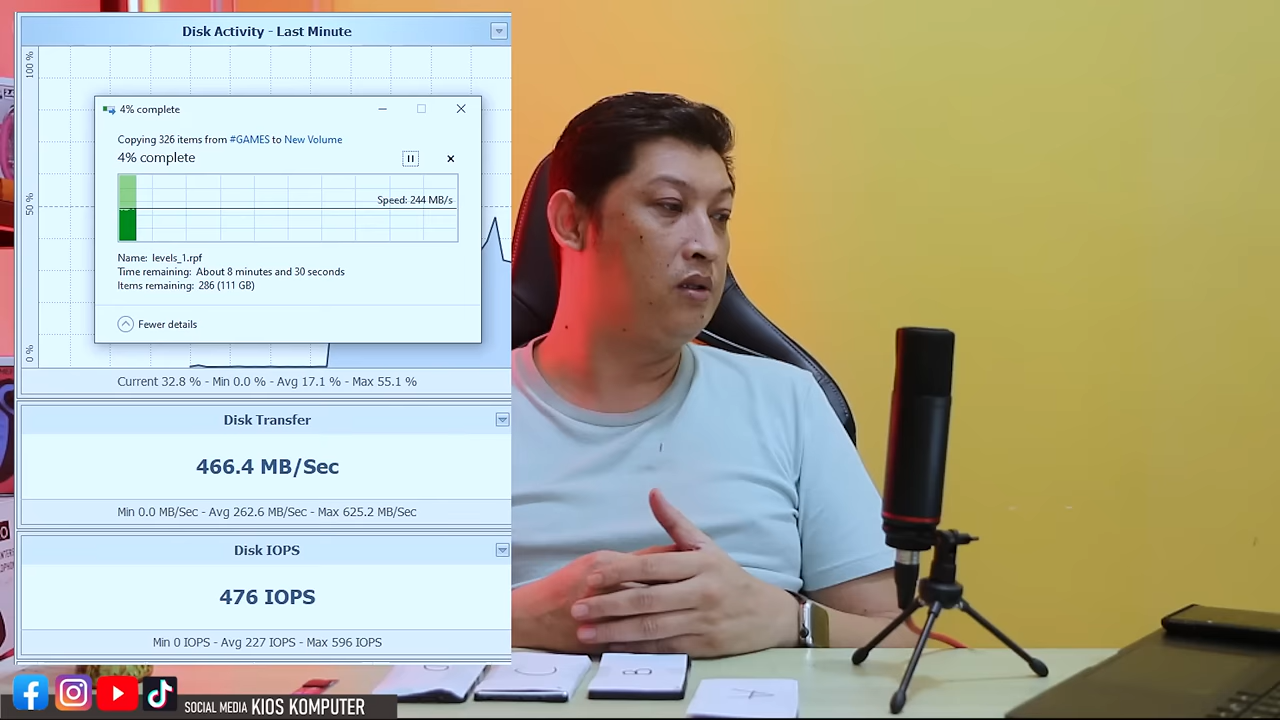 Disk Activity - Last Minute
100 %
50 %
0 %
4% complete
Copying 326 items from #GAMES to New Volume
4% complete
Speed: 244 MB/s
Name: levels_1.rpf
Time remaining: About 8 minutes and 30 seconds
Items remaining: 286 (111 GB)
Fewer details
Current 32.8 % - Min 0.0 % - Avg 17.1 % - Max 55.1 %
Disk Transfer
466.4 MB/Sec
Min 0.0 MB/Sec - Avg 262.6 MB/Sec - Max 625.2 MB/Sec
Disk IOPS
476 IOPS
Min 0 IOPS - Avg 227 IOPS - Max 596 IOPS
C
B
A
SOCIAL MEDIA KIOS KOMPUTER